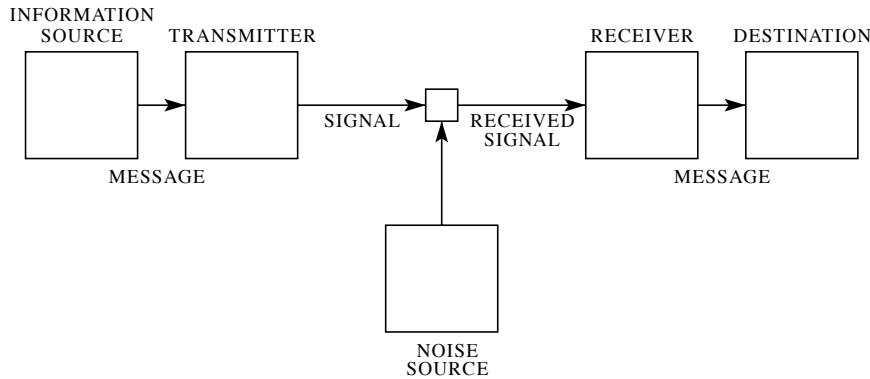 INFORMATION
SOURCE
TRANSMITTER
RECEIVER
DESTINATION
SIGNAL
RECEIVED
SIGNAL
MESSAGE
MESSAGE
NOISE
SOURCE